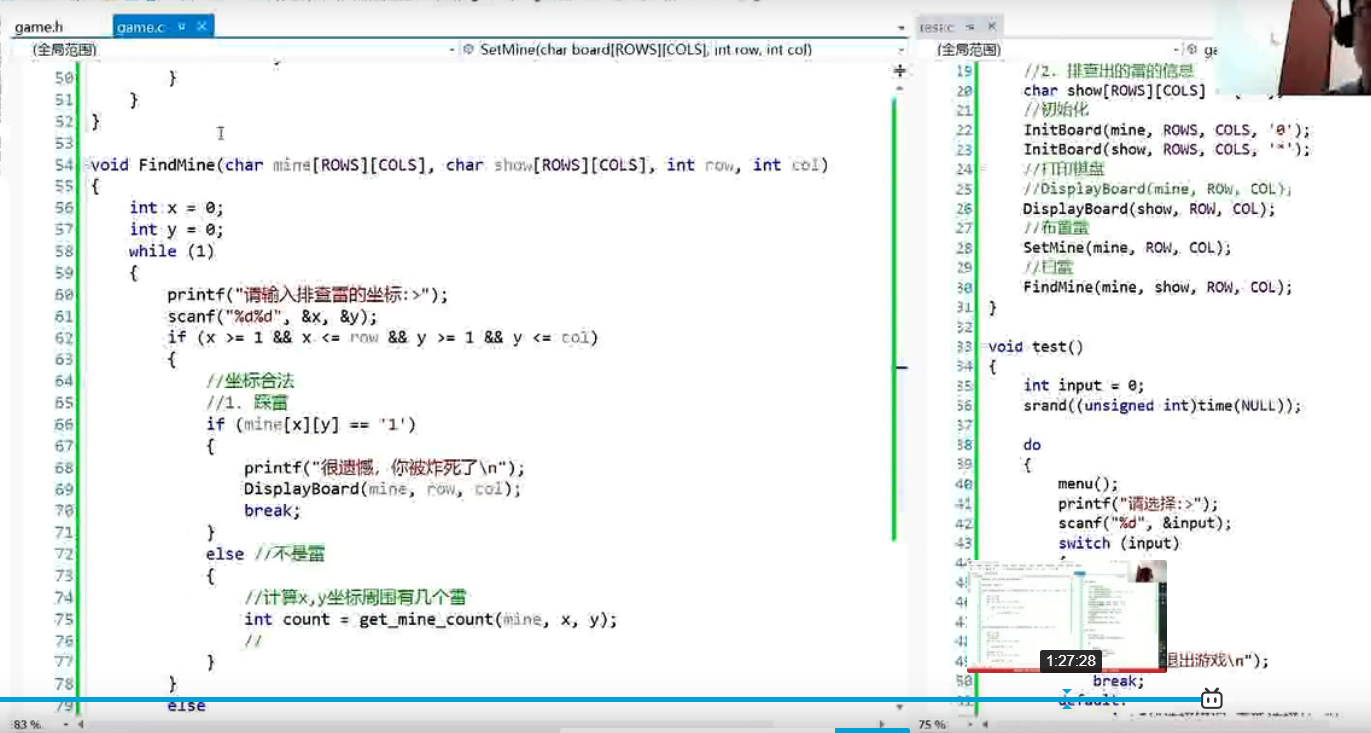 game.h game.c
(全局范围) SetMine(char board[ROWS][COLS], int row, int col)
50 }
51 }
52 }
53
54 void FindMine(char mine[ROWS][COLS], char show[ROWS][COLS], int row, int col)
55 {
56 int x = 0;
57 int y = 0;
58 while (1)
59 {
60 printf("请输入排查雷的坐标:>");
61 scanf("%d%d", &x, &y);
62 if (x >= 1 && x <= row && y >= 1 && y <= col)
63 {
64 //坐标合法
65 //1. 踩雷
66 if (mine[x][y] == '1')
67 {
68 printf("很遗憾，你被炸死了\n");
69 DisplayBoard(mine, row, col);
70 break;
71 }
72 else //不是雷
73 {
74 //计算x,y坐标周围有几个雷
75 int count = get_mine_count(mine, x, y);
76 //
77 }
78 }
79 else
83 %
(全局范围)
19 //2. 排查出的雷的信息
20 char show[ROWS][COLS]
21 //初始化
22 InitBoard(mine, ROWS, COLS, '0');
23 InitBoard(show, ROWS, COLS, '*');
24 //打印棋盘
25 //DisplayBoard(mine, ROW, COL);
26 DisplayBoard(show, ROW, COL);
27 //布置雷
28 SetMine(mine, ROW, COL);
29 //扫雷
30 FindMine(mine, show, ROW, COL);
31 }
32
33 void test()
34 {
35 int input = 0;
36 srand((unsigned int)time(NULL));
37
38 do
39 {
40 menu();
41 printf("请选择:>");
42 scanf("%d", &input);
43 switch (input)
1:27:28
退出游戏\n");
50 break;
default:
75 %